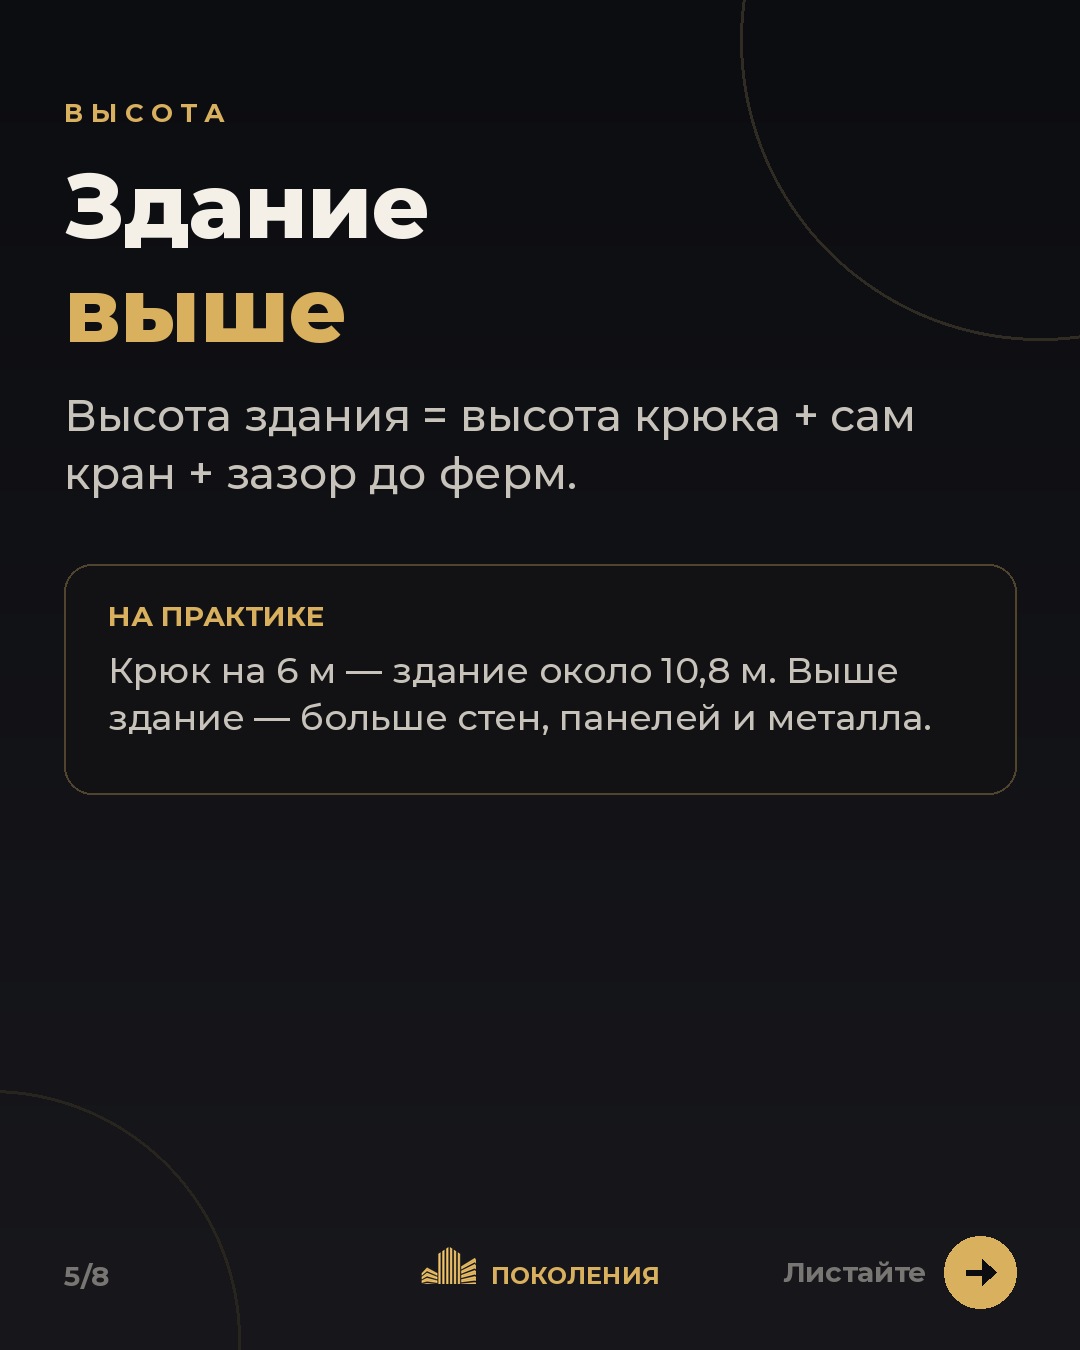 ВЫСОТА
Здание
выше
Высота здания = высота крюка + сам
кран + зазор до ферм.
НА ПРАКТИКЕ
Крюк на 6 м — здание около 10,8 м. Выше
здание — больше стен, панелей и металла.
5/8
ПОКОЛЕНИЯ
Листайте